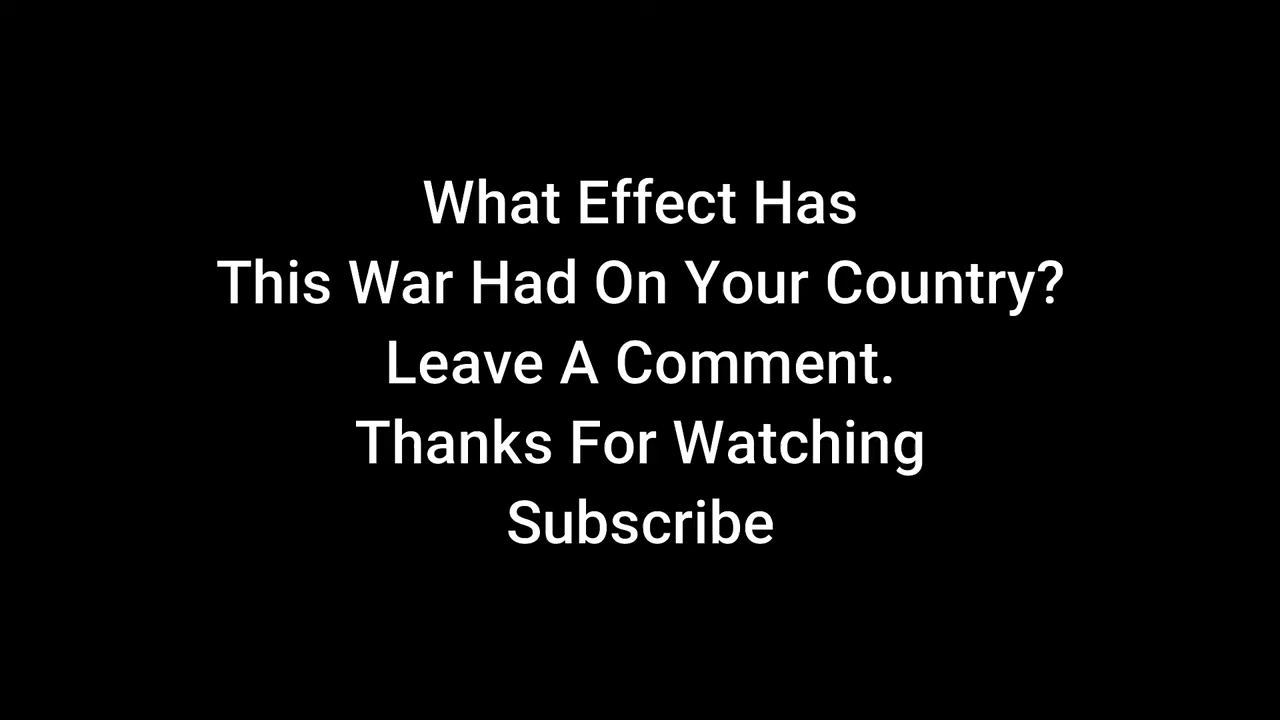 What Effect Has
This War Had On Your Country?
Leave A Comment.
Thanks For Watching
Subscribe